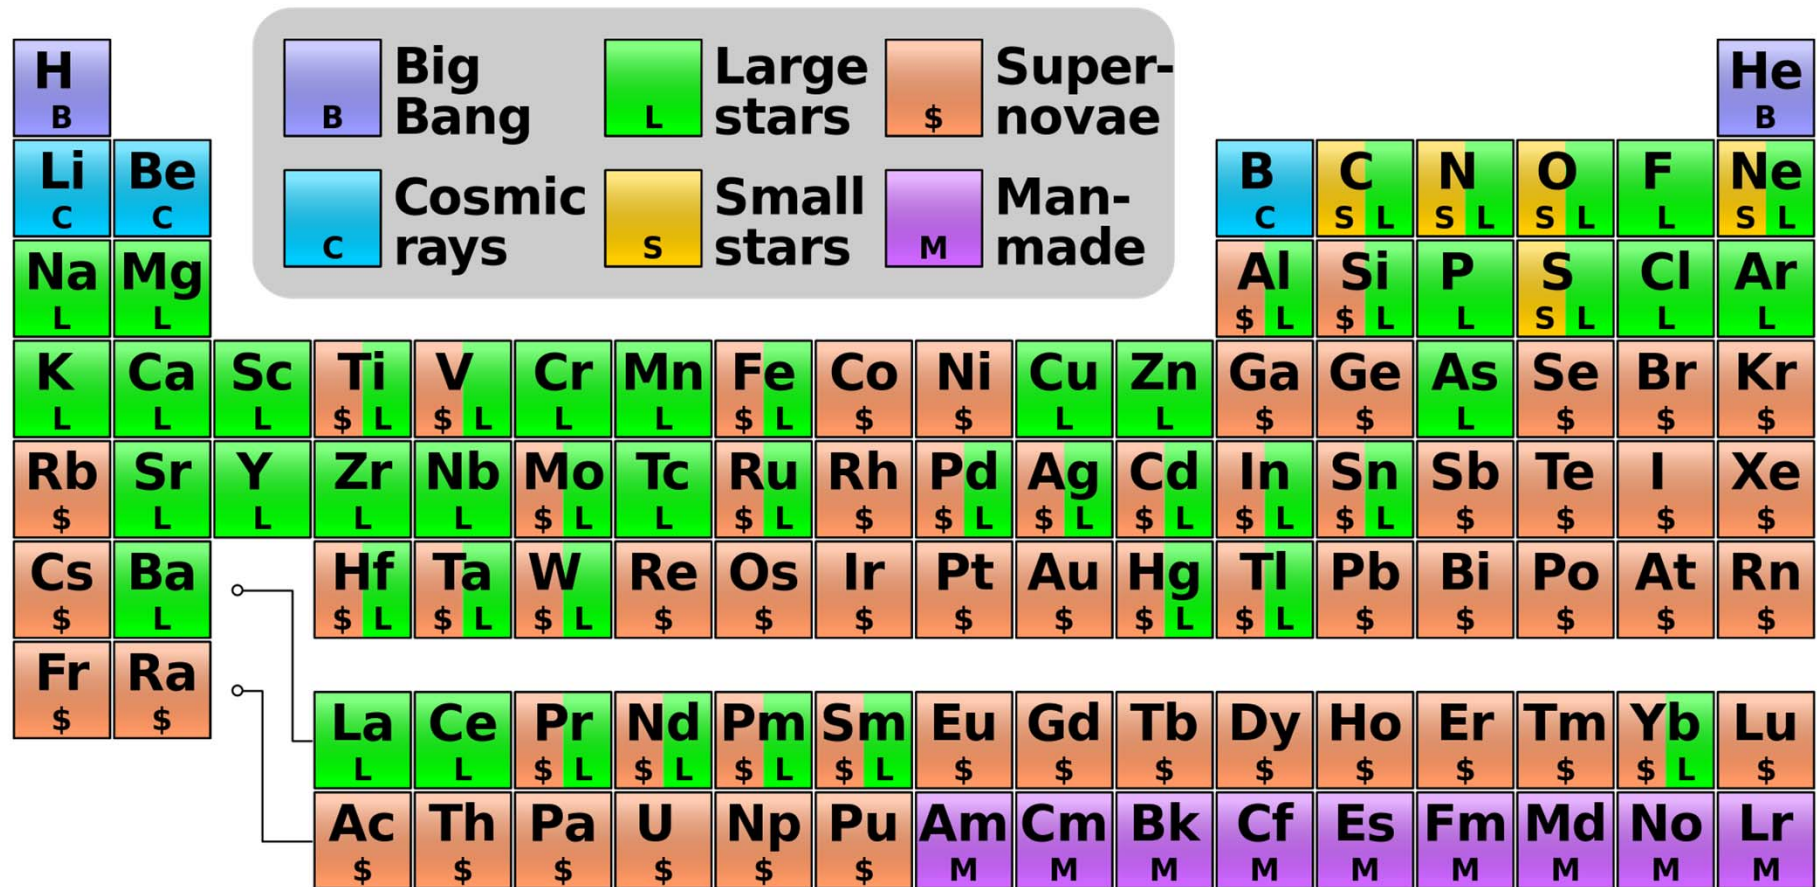 H
B
Big
Bang
B
Large
stars
L
Super-
novae
$
He
B
Cosmic
rays
C
Small
stars
S
Man-
made
M
Li Be B C N O F Ne
C C C S L S L S L L S L
Na Mg Al Si P S Cl Ar
L L $ L $ L L S L L L
K Ca Sc Ti V Cr Mn Fe Co Ni Cu Zn Ga Ge As Se Br Kr
L L L $ L $ L L L $ L $ $ L L $ $ L $ $ $
Rb Sr Y Zr Nb Mo Tc Ru Rh Pd Ag Cd In Sn Sb Te I Xe
$ L L L L $ L L $ L $ $ L $ L $ L $ L $ L $ $ $ $
Cs Ba Hf Ta W Re Os Ir Pt Au Hg Tl Pb Bi Po At Rn
$ L $ L $ L $ L $ $ $ $ $ $ L $ L $ $ $ $ $
Fr Ra
$ $
La Ce Pr Nd Pm Sm Eu Gd Tb Dy Ho Er Tm Yb Lu
L L $ L $ L $ L $ L $ $ $ $ $ $ $ $ L $
Ac Th Pa U Np Pu Am Cm Bk Cf Es Fm Md No Lr
$ $ $ $ $ $ M M M M M M M M M